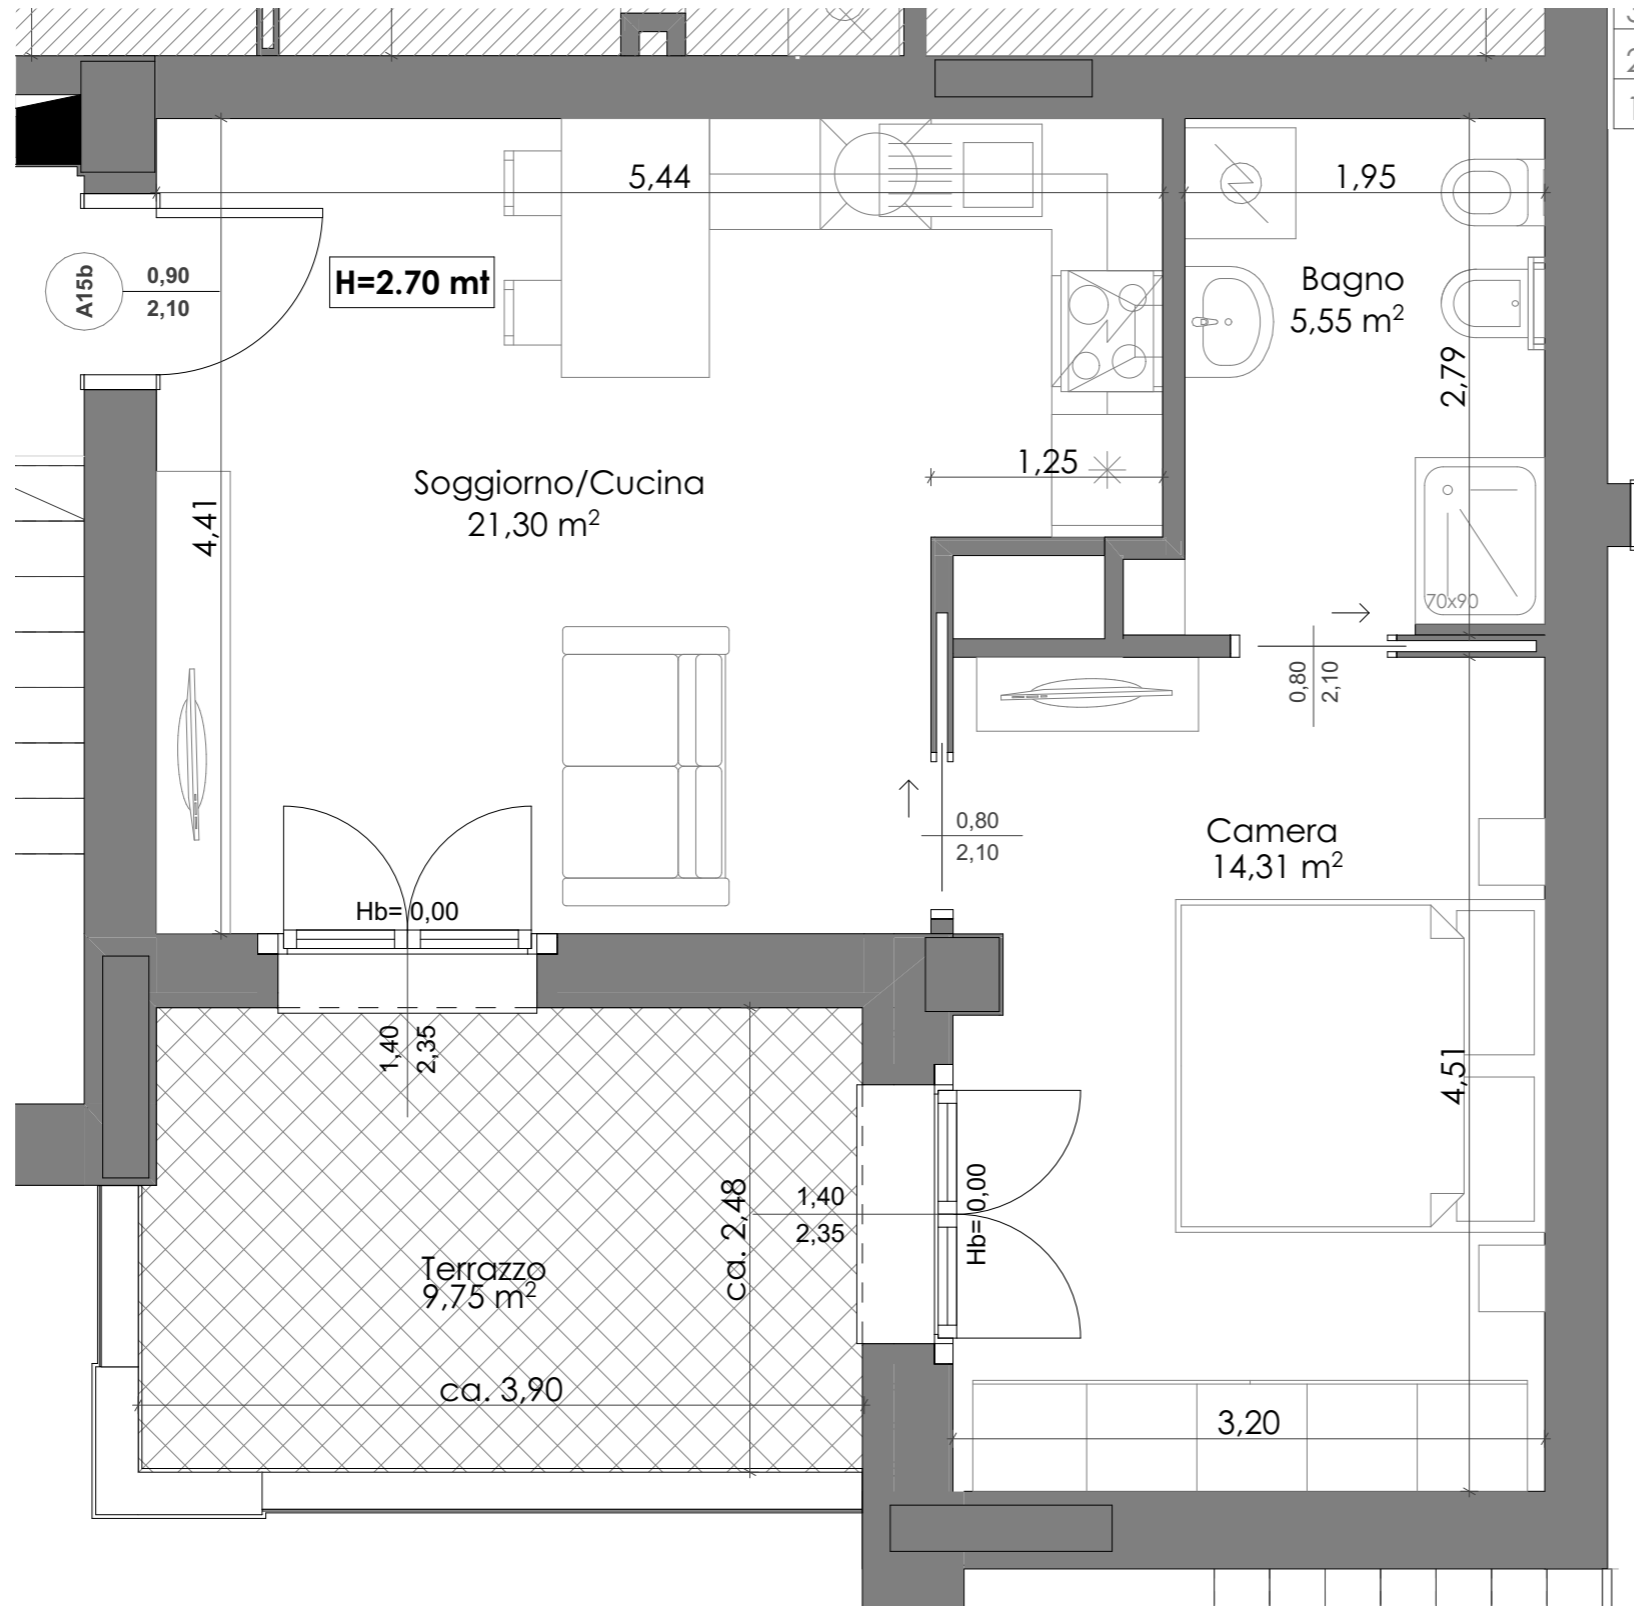 5,44
1,95
A15b
0,90
2,10
H=2.70 mt
Bagno
5,55 m²
2,79
1,25
Soggiorno/Cucina
21,30 m²
4,41
70x90
0,80
2,10
0,80
2,10
Camera
14,31 m²
Hb= 0,00
1,40
2,35
4,51
ca. 2,48
1,40
2,35
Hb= 0,00
Terrazzo
9,75 m²
ca. 3,90
3,20